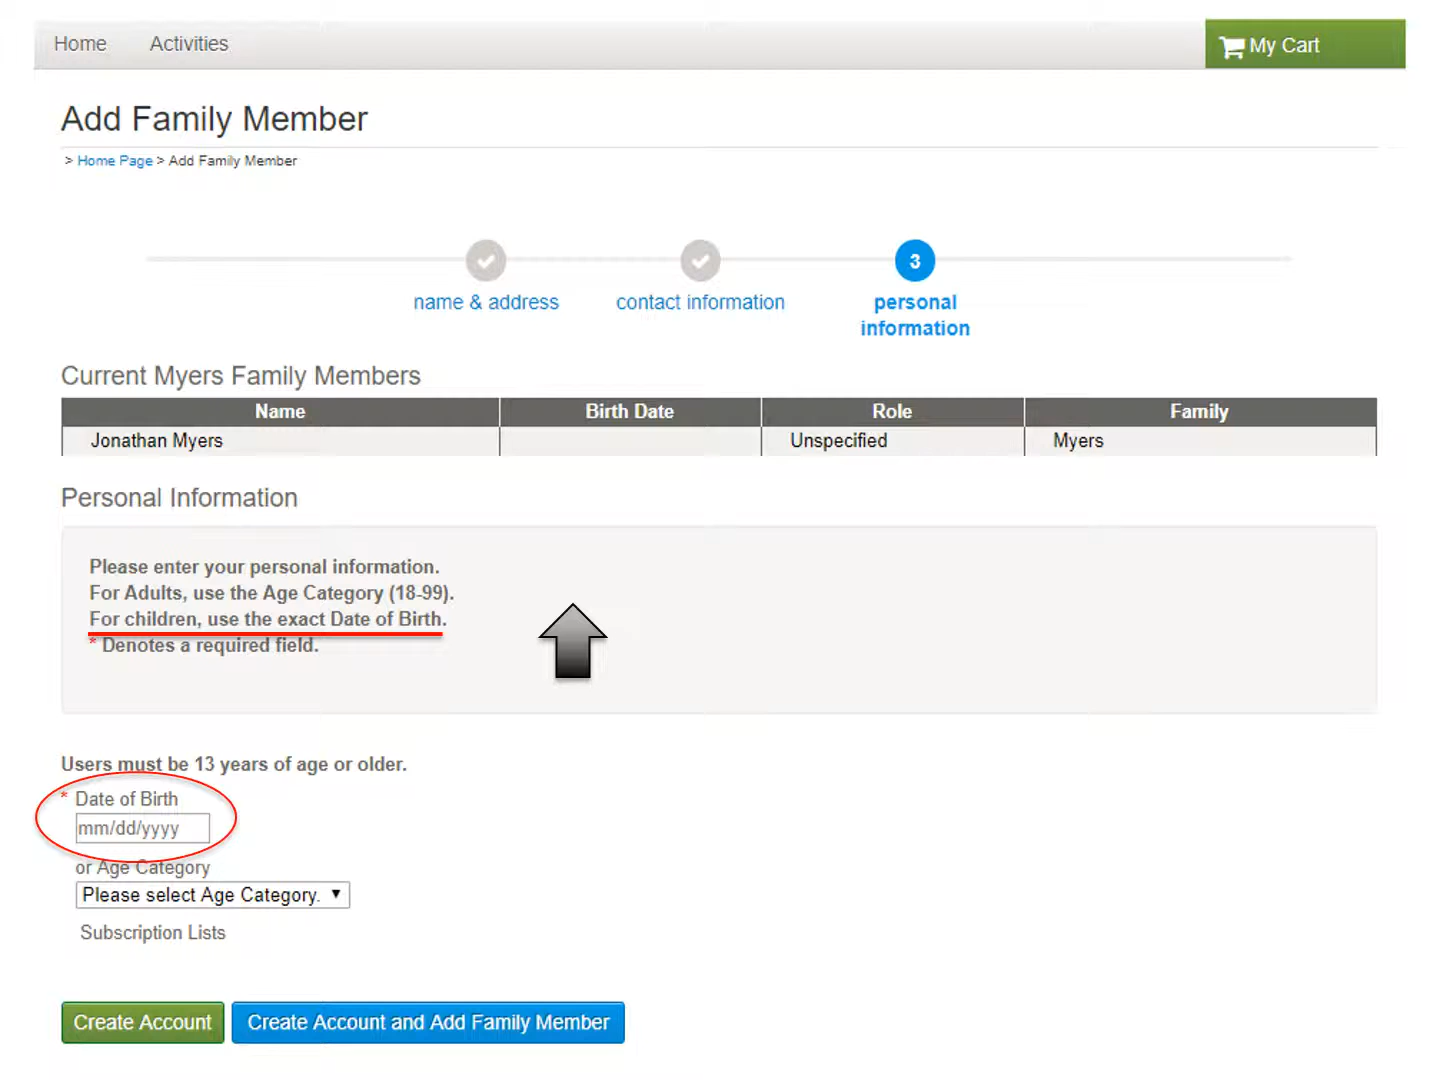 Home Activities My Cart
Add Family Member
> Home Page > Add Family Member
3
name & address contact information personal
information
Current Myers Family Members
Name Birth Date Role Family
Jonathan Myers Unspecified Myers
Personal Information
Please enter your personal information.
For Adults, use the Age Category (18-99).
For children, use the exact Date of Birth.
* Denotes a required field.
Users must be 13 years of age or older.
* Date of Birth
mm/dd/yyyy
or Age Category
Please select Age Category. ▼
Subscription Lists
Create Account Create Account and Add Family Member